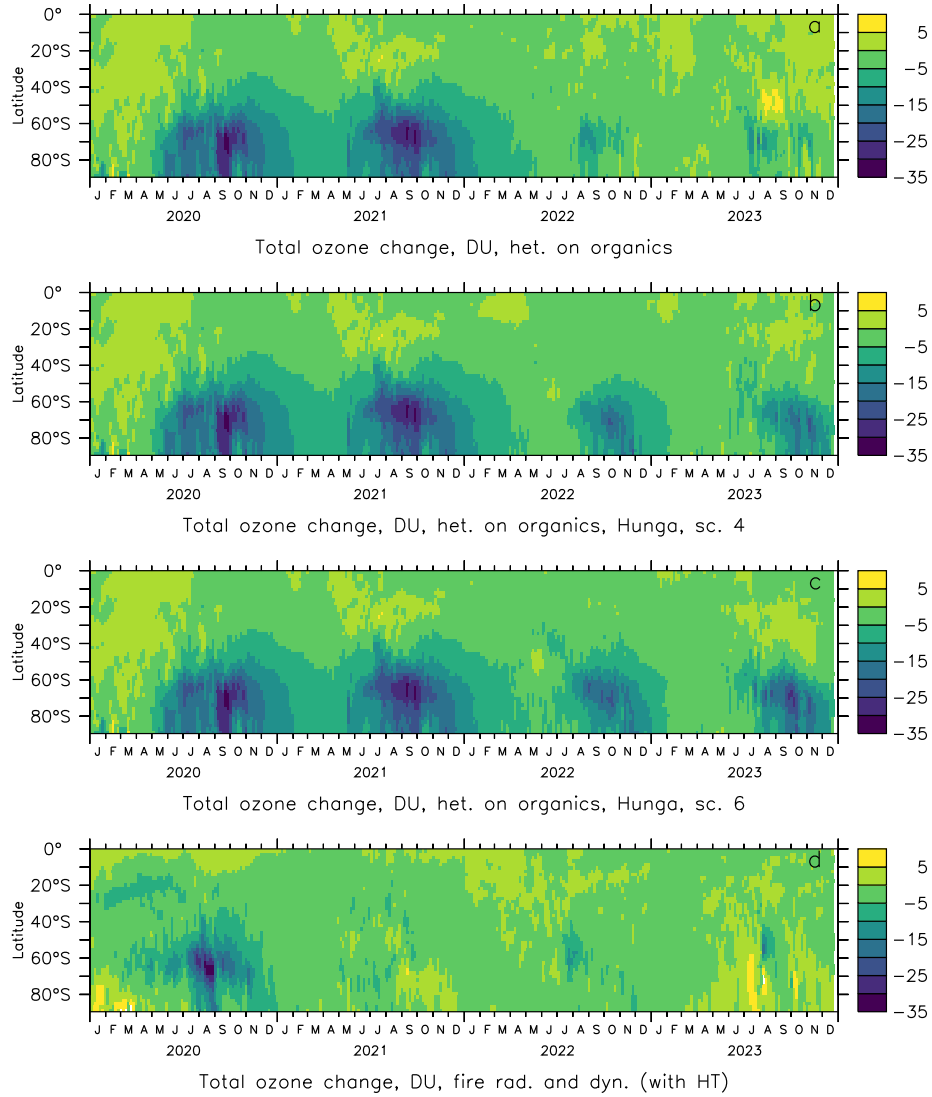 a
0°
20°S
40°S
60°S
80°S
Latitude
5
−5
−15
−25
−35
J F M A M J J A S O N D J F M A M J J A S O N D J F M A M J J A S O N D J F M A M J J A S O N D
2020 2021 2022 2023
Total ozone change, DU, het. on organics
b
0°
20°S
40°S
60°S
80°S
Latitude
5
−5
−15
−25
−35
J F M A M J J A S O N D J F M A M J J A S O N D J F M A M J J A S O N D J F M A M J J A S O N D
2020 2021 2022 2023
Total ozone change, DU, het. on organics, Hunga, sc. 4
c
0°
20°S
40°S
60°S
80°S
Latitude
5
−5
−15
−25
−35
J F M A M J J A S O N D J F M A M J J A S O N D J F M A M J J A S O N D J F M A M J J A S O N D
2020 2021 2022 2023
Total ozone change, DU, het. on organics, Hunga, sc. 6
d
0°
20°S
40°S
60°S
80°S
Latitude
5
−5
−15
−25
−35
J F M A M J J A S O N D J F M A M J J A S O N D J F M A M J J A S O N D J F M A M J J A S O N D
2020 2021 2022 2023
Total ozone change, DU, fire rad. and dyn. (with HT)